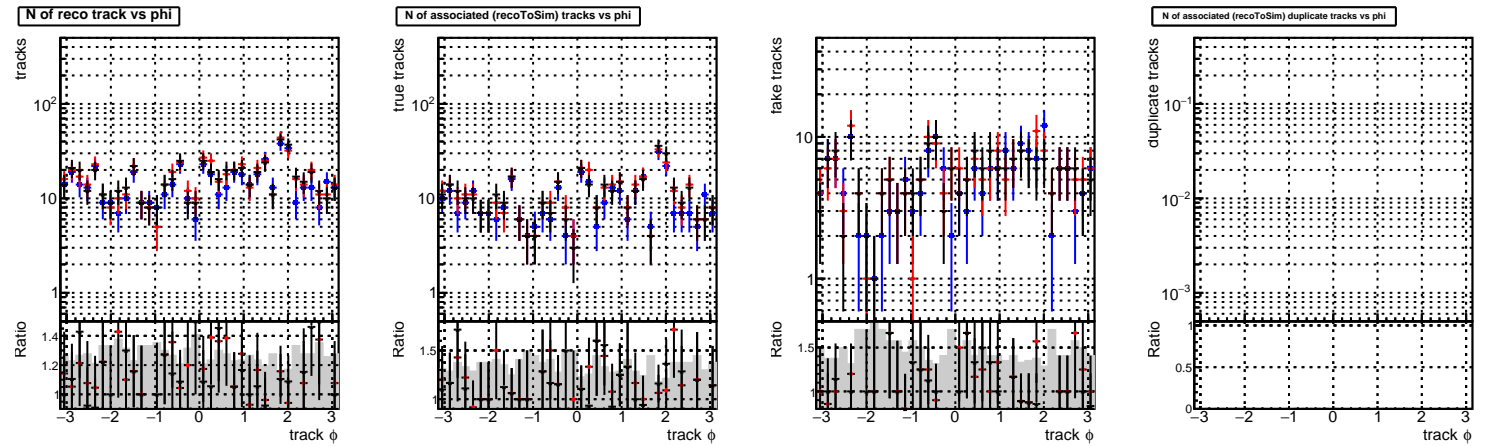 N of reco track vs phi
tracks
10²
10
1
Ratio
1.4
1.2
1
−3 −2 −1 0 1 2 3
track ϕ
N of associated (recoToSim) tracks vs phi
true tracks
10²
10
1
Ratio
1.5
1
−3 −2 −1 0 1 2 3
track ϕ
fake tracks
10
1
Ratio
1.5
1
−3 −2 −1 0 1 2 3
track ϕ
N of associated (recoToSim) duplicate tracks vs phi
duplicate tracks
10⁻¹
10⁻²
10⁻³
Ratio
1
0.5
0
−3 −2 −1 0 1 2 3
track ϕ